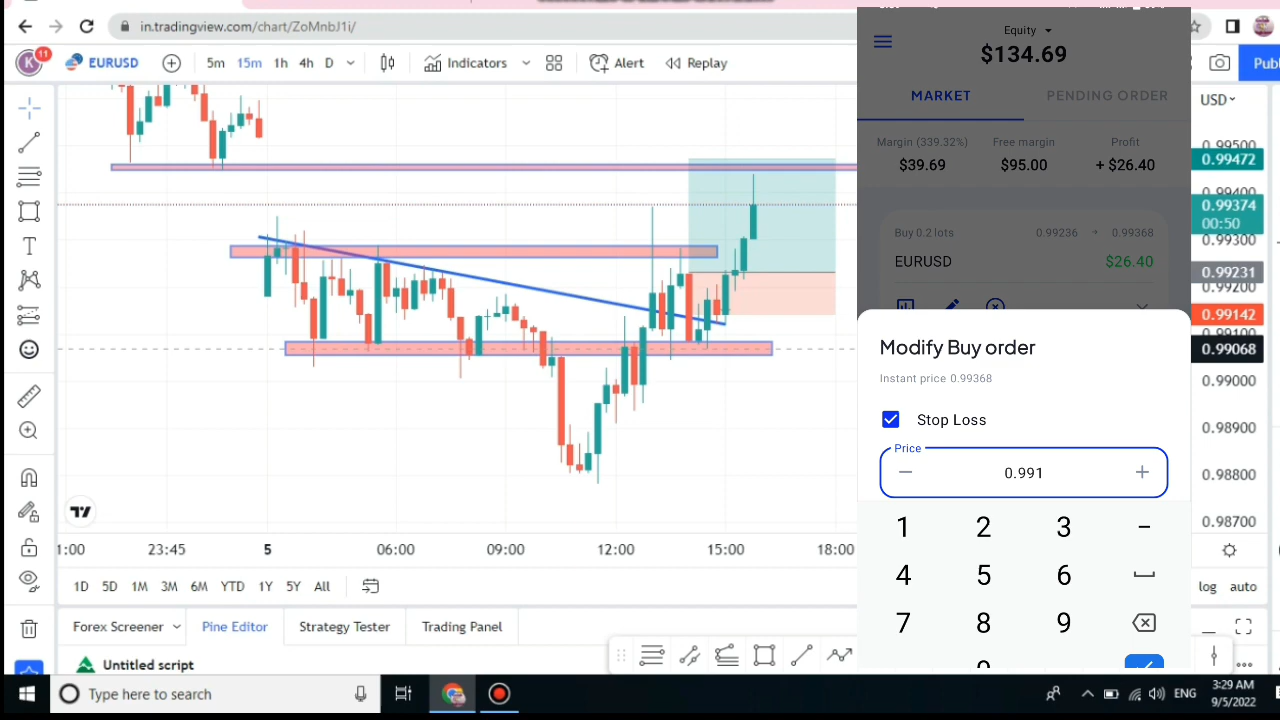 in.tradingview.com/chart/ZoMnbJ1i/
K 11 EURUSD 5m 15m 1h 4h D Indicators Alert Replay Publ
Equity
$134.69
MARKET PENDING ORDER
Margin (339.32%) Free margin Profit
$39.69 $95.00 + $26.40
Buy 0.2 lots 0.99236 0.99368
EURUSD $26.40
Modify Buy order
Instant price 0.99368
Stop Loss
Price
− 0.991 +
1 2 3 −
4 5 6
7 8 9
USD
0.99500
0.99472
0.99400
0.99374
00:50
0.99300
0.99231
0.99200
0.99142
0.99100
0.99068
0.99000
0.98900
0.98800
0.98700
T
1:00 23:45 5 06:00 09:00 12:00 15:00 18:00
1D 5D 1M 3M 6M YTD 1Y 5Y All log auto
Forex Screener Pine Editor Strategy Tester Trading Panel
Untitled script
Type here to search
ENG
3:29 AM
9/5/2022